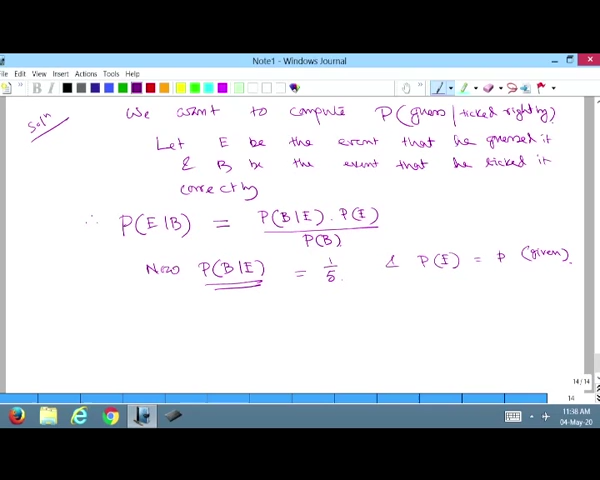 Note1 - Windows Journal
File Edit View Insert Actions Tools Help
B I
Soln We want to compute P(guess | ticked rightly)
Let E be the event that he guessed it
& B be the event that he ticked it
correctly
∴ P(E|B) = P(B|E) . P(E)
P(B)
Now P(B|E) = 1/5. & P(E) = p (given).
14/14
14
11:38 AM
04-May-20